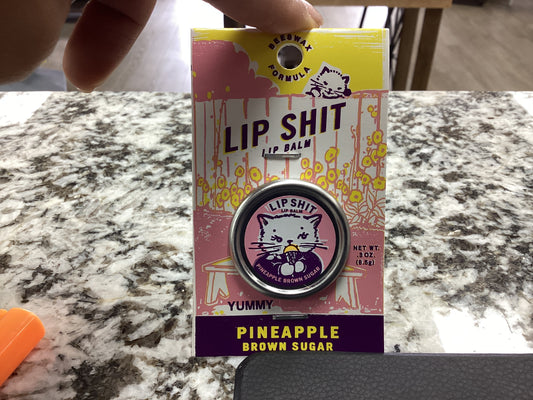 BEESWAX
FORMULA
LIP SHIT
LIP BALM
LIP SHIT
LIP BALM
PINEAPPLE BROWN SUGAR
NET WT.
.3 OZ.
(8.5g)
YUMMY
PINEAPPLE
BROWN SUGAR